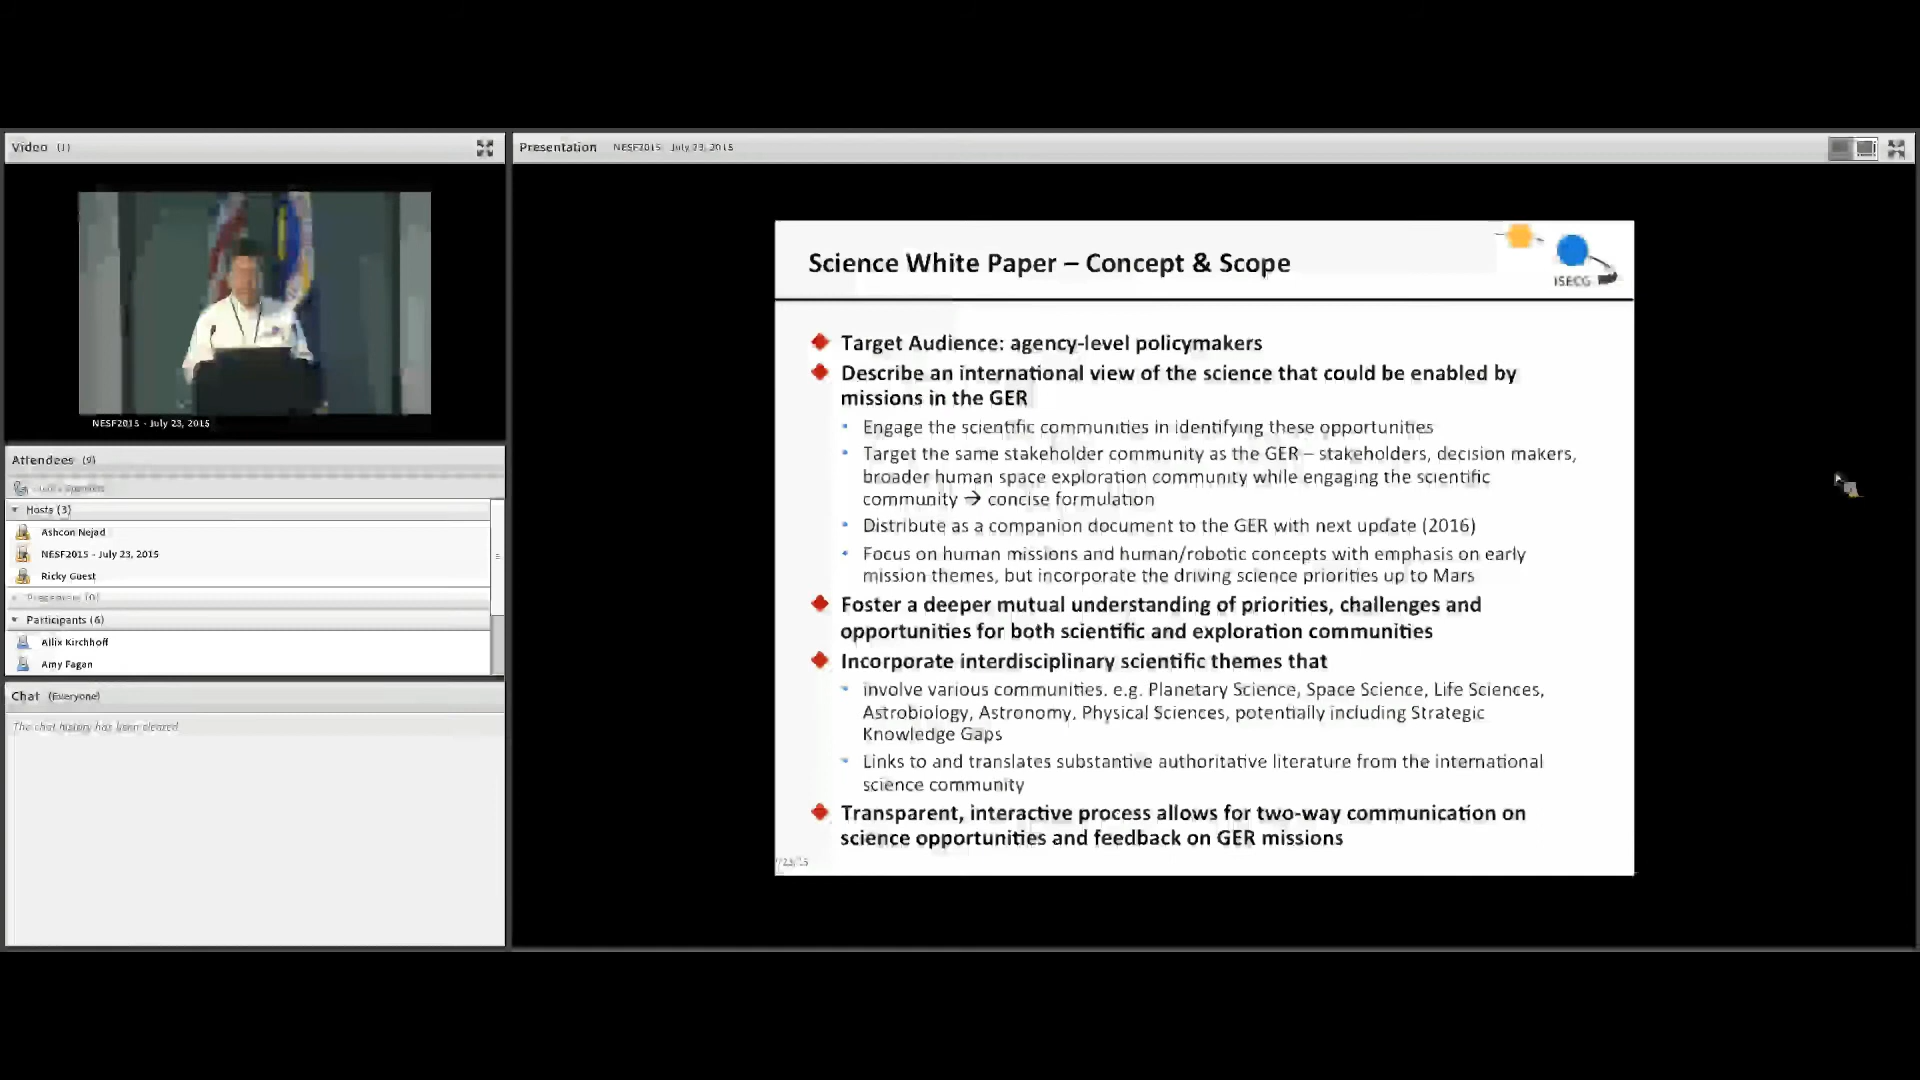 Video (1)
NESF2015 - July 23, 2015
Attendees (9)
Hosts (3)
Ashcon Nejad
NESF2015 - July 23, 2015
Ricky Guest
Participants (6)
Allix Kirchhoff
Amy Fagan
Chat (Everyone)
The chat history has been cleared
Presentation NESF2015 July 23, 2015
Science White Paper – Concept & Scope
ISECG
Target Audience: agency-level policymakers
Describe an international view of the science that could be enabled by
missions in the GER
Engage the scientific communities in identifying these opportunities
Target the same stakeholder community as the GER – stakeholders, decision makers,
broader human space exploration community while engaging the scientific
community → concise formulation
Distribute as a companion document to the GER with next update (2016)
Focus on human missions and human/robotic concepts with emphasis on early
mission themes, but incorporate the driving science priorities up to Mars
Foster a deeper mutual understanding of priorities, challenges and
opportunities for both scientific and exploration communities
Incorporate interdisciplinary scientific themes that
involve various communities. e.g. Planetary Science, Space Science, Life Sciences,
Astrobiology, Astronomy, Physical Sciences, potentially including Strategic
Knowledge Gaps
Links to and translates substantive authoritative literature from the international
science community
Transparent, interactive process allows for two-way communication on
science opportunities and feedback on GER missions